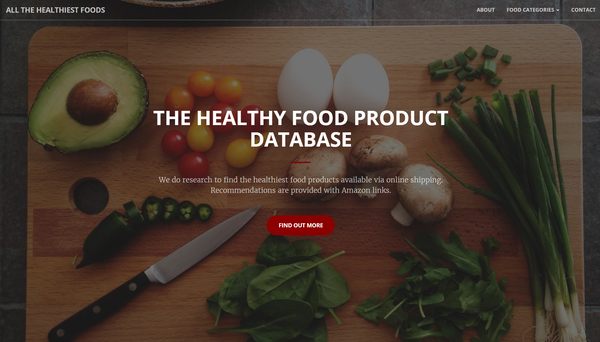 ALL THE HEALTHIEST FOODS
ABOUT
FOOD CATEGORIES
CONTACT
THE HEALTHY FOOD PRODUCT
DATABASE
We do research to find the healthiest food products available via online shipping.
Recommendations are provided with Amazon links.
FIND OUT MORE